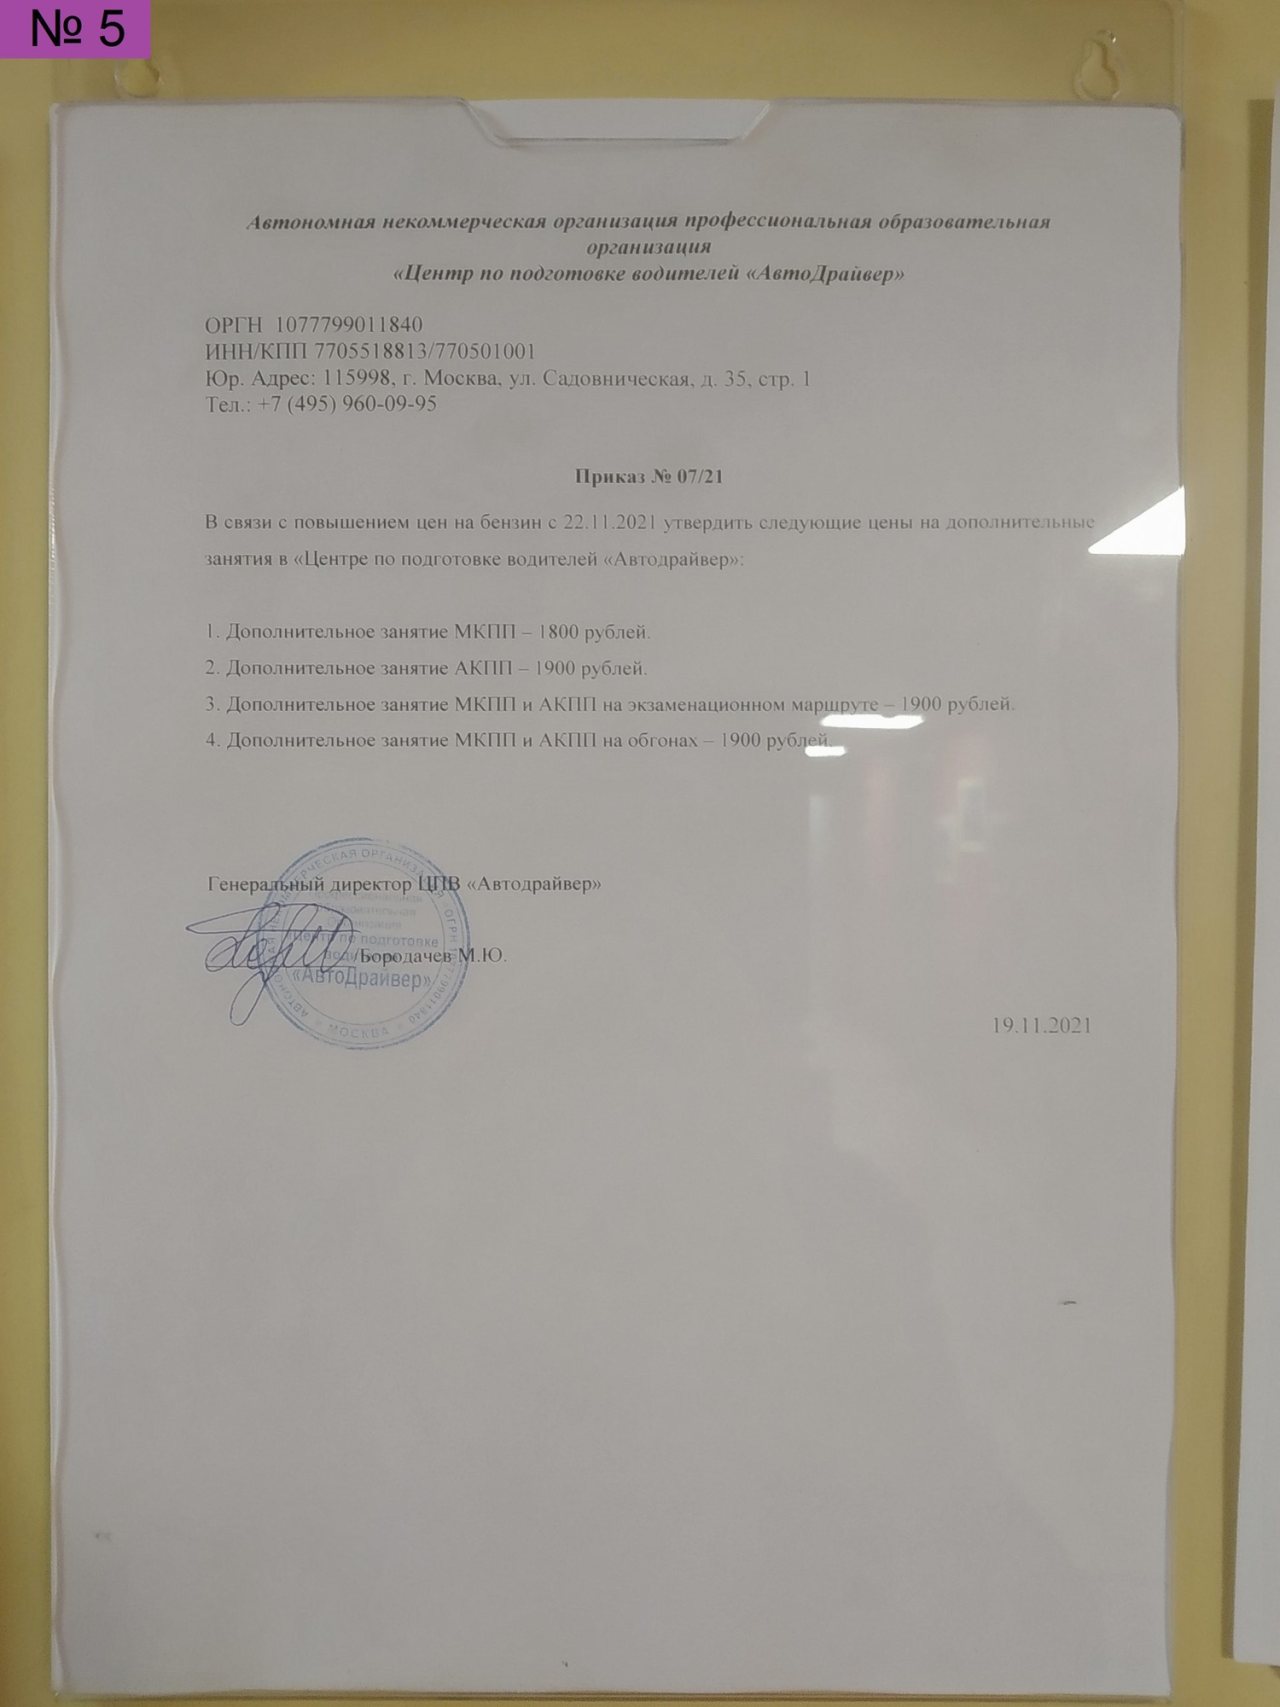 № 5
Автономная некоммерческая организация профессиональная образовательная
организация
«Центр по подготовке водителей «АвтоДрайвер»
ОРГН 1077799011840
ИНН/КПП 7705518813/770501001
Юр. Адрес: 115998, г. Москва, ул. Садовническая, д. 35, стр. 1
Тел.: +7 (495) 960-09-95
Приказ № 07/21
В связи с повышением цен на бензин с 22.11.2021 утвердить следующие цены на дополнительные
занятия в «Центре по подготовке водителей «Автодрайвер»:
1. Дополнительное занятие МКПП – 1800 рублей.
2. Дополнительное занятие АКПП – 1900 рублей.
3. Дополнительное занятие МКПП и АКПП на экзаменационном маршруте – 1900 рублей.
4. Дополнительное занятие МКПП и АКПП на обгонах – 1900 рублей.
Генеральный директор ЦПВ «Автодрайвер»
/Бородачев М.Ю.
Центр по подготовке
водителей
«АвтоДрайвер»
МОСКВА
19.11.2021